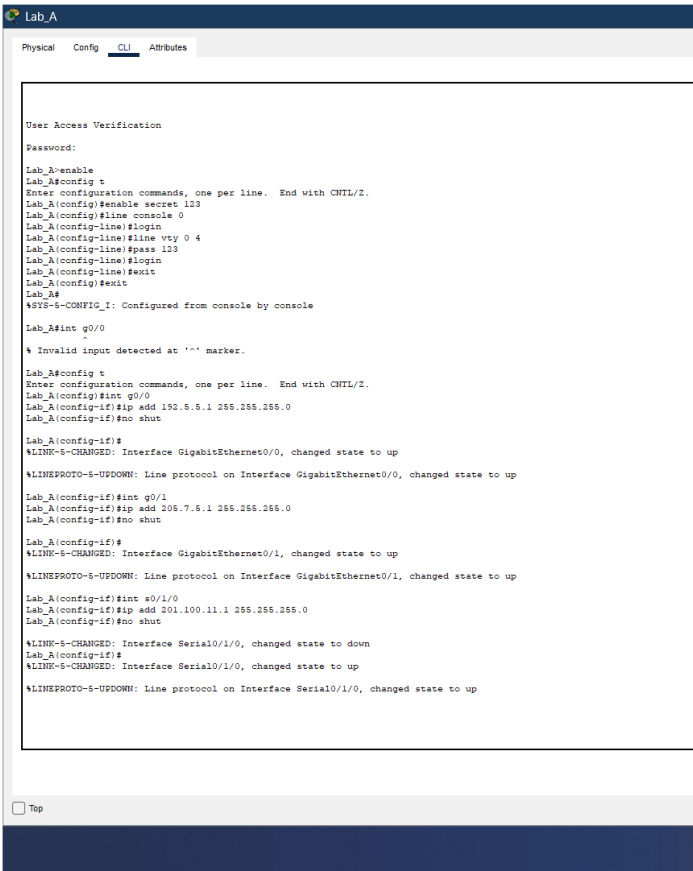 Lab_A
Physical Config CLI Attributes
User Access Verification
Password:
Lab_A>enable
Lab_A#config t
Enter configuration commands, one per line.  End with CNTL/Z.
Lab_A(config)#enable secret 123
Lab_A(config)#line console 0
Lab_A(config-line)#login
Lab_A(config-line)#line vty 0 4
Lab_A(config-line)#pass 123
Lab_A(config-line)#login
Lab_A(config-line)#exit
Lab_A(config)#exit
Lab_A#
%SYS-5-CONFIG_I: Configured from console by console
Lab_A#int g0/0
^
% Invalid input detected at '^' marker.
Lab_A#config t
Enter configuration commands, one per line.  End with CNTL/Z.
Lab_A(config)#int g0/0
Lab_A(config-if)#ip add 192.5.5.1 255.255.255.0
Lab_A(config-if)#no shut
Lab_A(config-if)#
%LINK-5-CHANGED: Interface GigabitEthernet0/0, changed state to up
%LINEPROTO-5-UPDOWN: Line protocol on Interface GigabitEthernet0/0, changed state to up
Lab_A(config-if)#int g0/1
Lab_A(config-if)#ip add 205.7.5.1 255.255.255.0
Lab_A(config-if)#no shut
Lab_A(config-if)#
%LINK-5-CHANGED: Interface GigabitEthernet0/1, changed state to up
%LINEPROTO-5-UPDOWN: Line protocol on Interface GigabitEthernet0/1, changed state to up
Lab_A(config-if)#int s0/1/0
Lab_A(config-if)#ip add 201.100.11.1 255.255.255.0
Lab_A(config-if)#no shut
%LINK-5-CHANGED: Interface Serial0/1/0, changed state to down
Lab_A(config-if)#
%LINK-5-CHANGED: Interface Serial0/1/0, changed state to up
%LINEPROTO-5-UPDOWN: Line protocol on Interface Serial0/1/0, changed state to up
Top